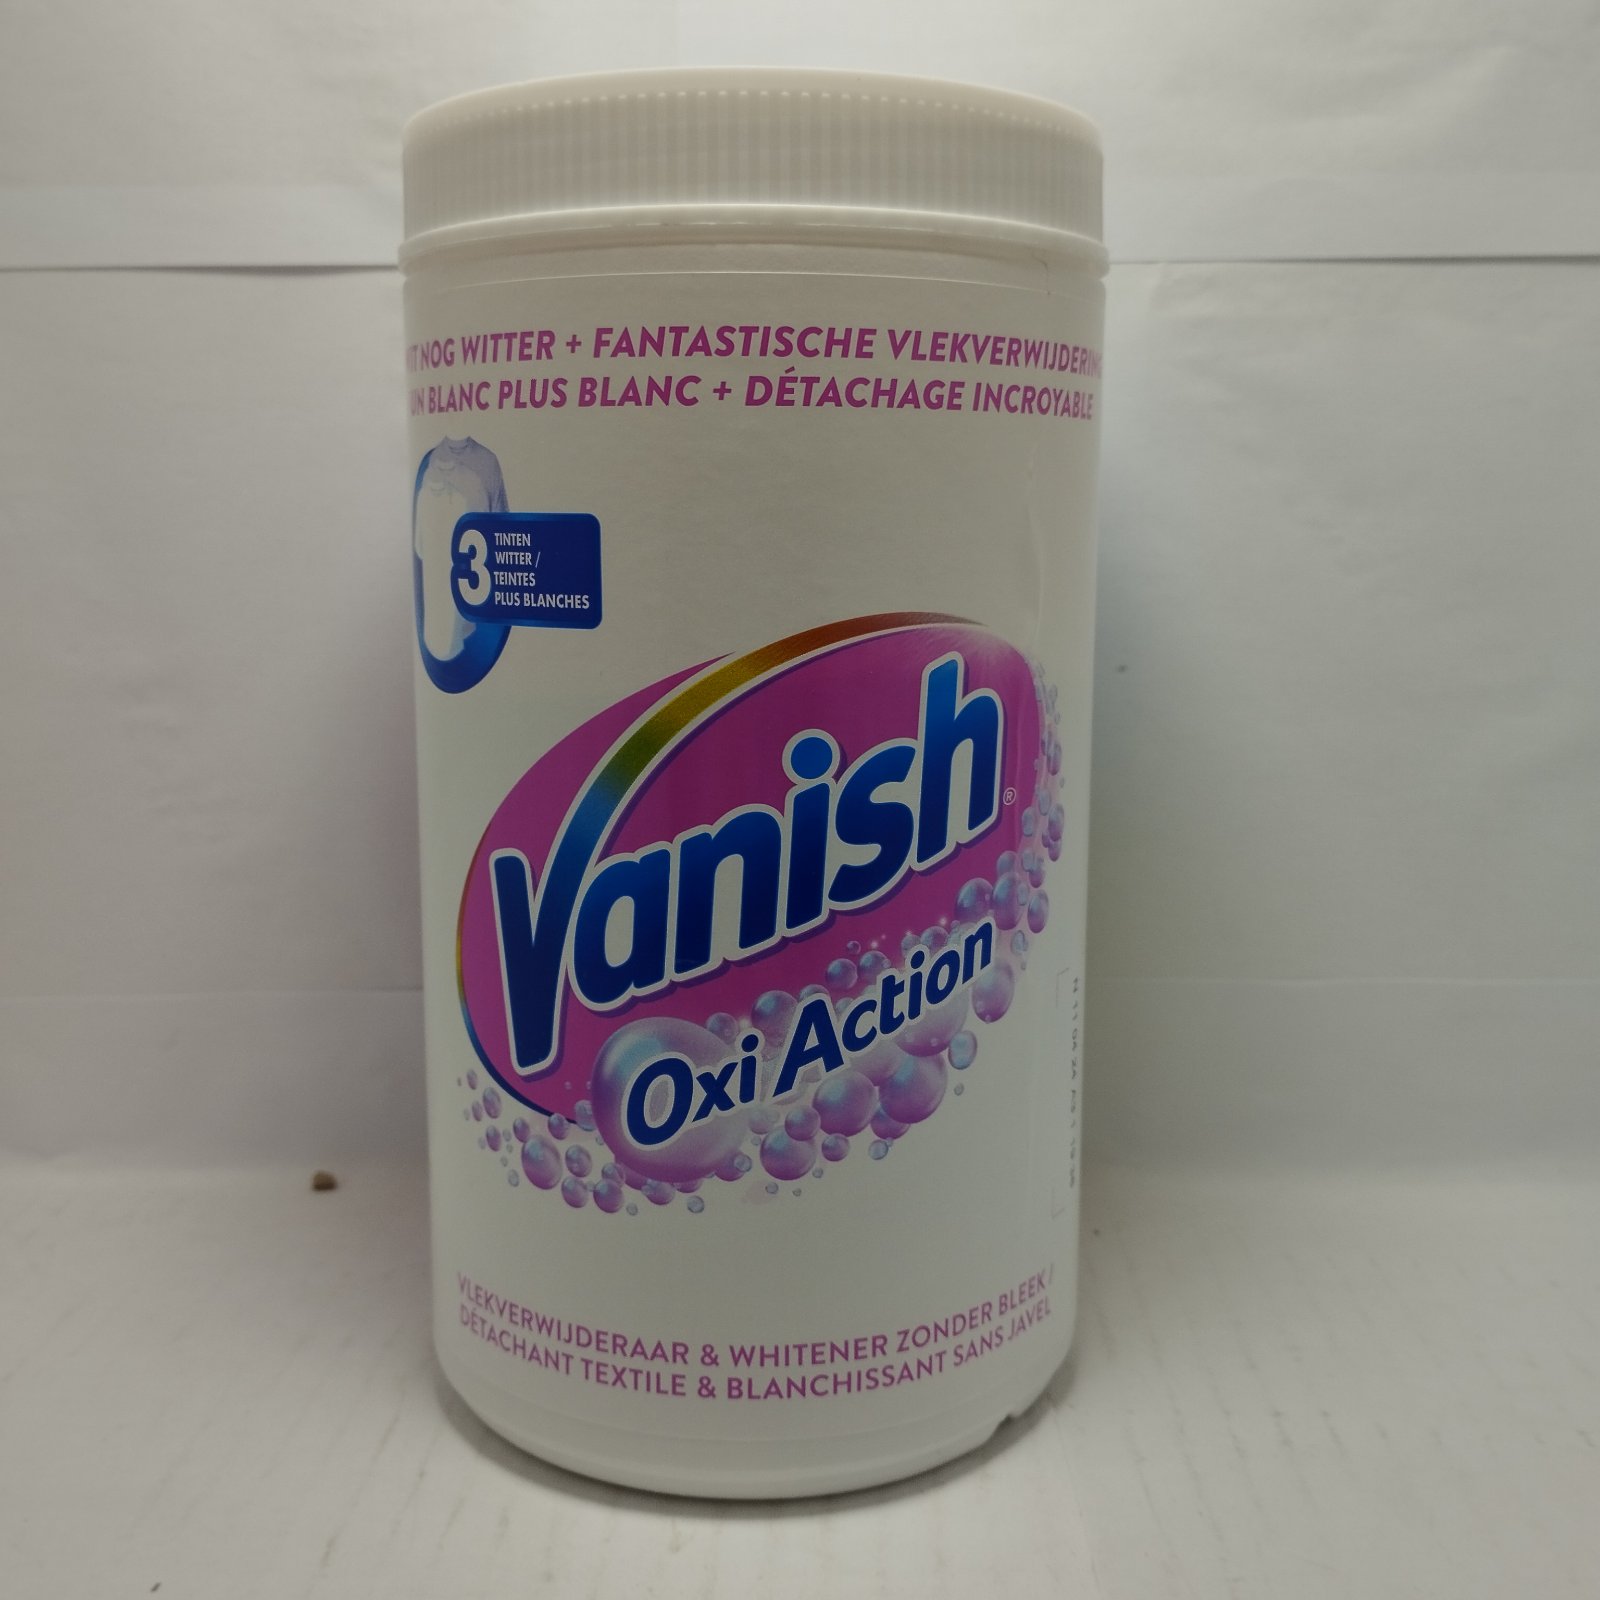 NOG WITTER + FANTASTISCHE VLEKVERWIJDERING
UN BLANC PLUS BLANC + DÉTACHAGE INCROYABLE
3
TINTEN
WITTER /
TEINTES
PLUS BLANCHES
Vanish®
Oxi Action
VLEKVERWIJDERAAR & WHITENER ZONDER BLEEK /
DÉTACHANT TEXTILE & BLANCHISSANT SANS JAVEL